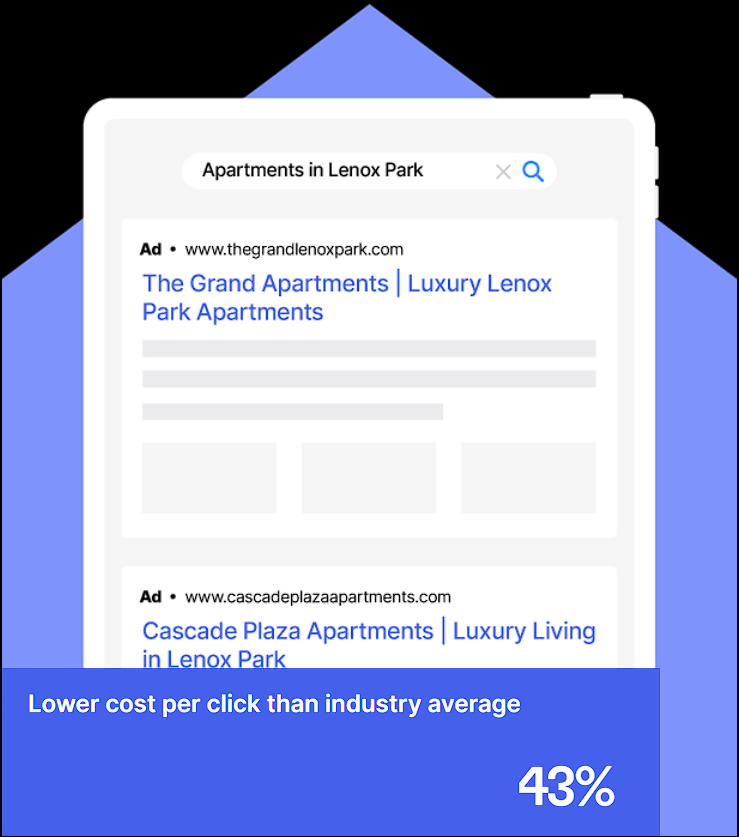 Apartments in Lenox Park
Ad • www.thegrandlenoxpark.com
The Grand Apartments | Luxury Lenox
Park Apartments
Ad • www.cascadeplazaapartments.com
Cascade Plaza Apartments | Luxury Living
in Lenox Park
Lower cost per click than industry average
43%